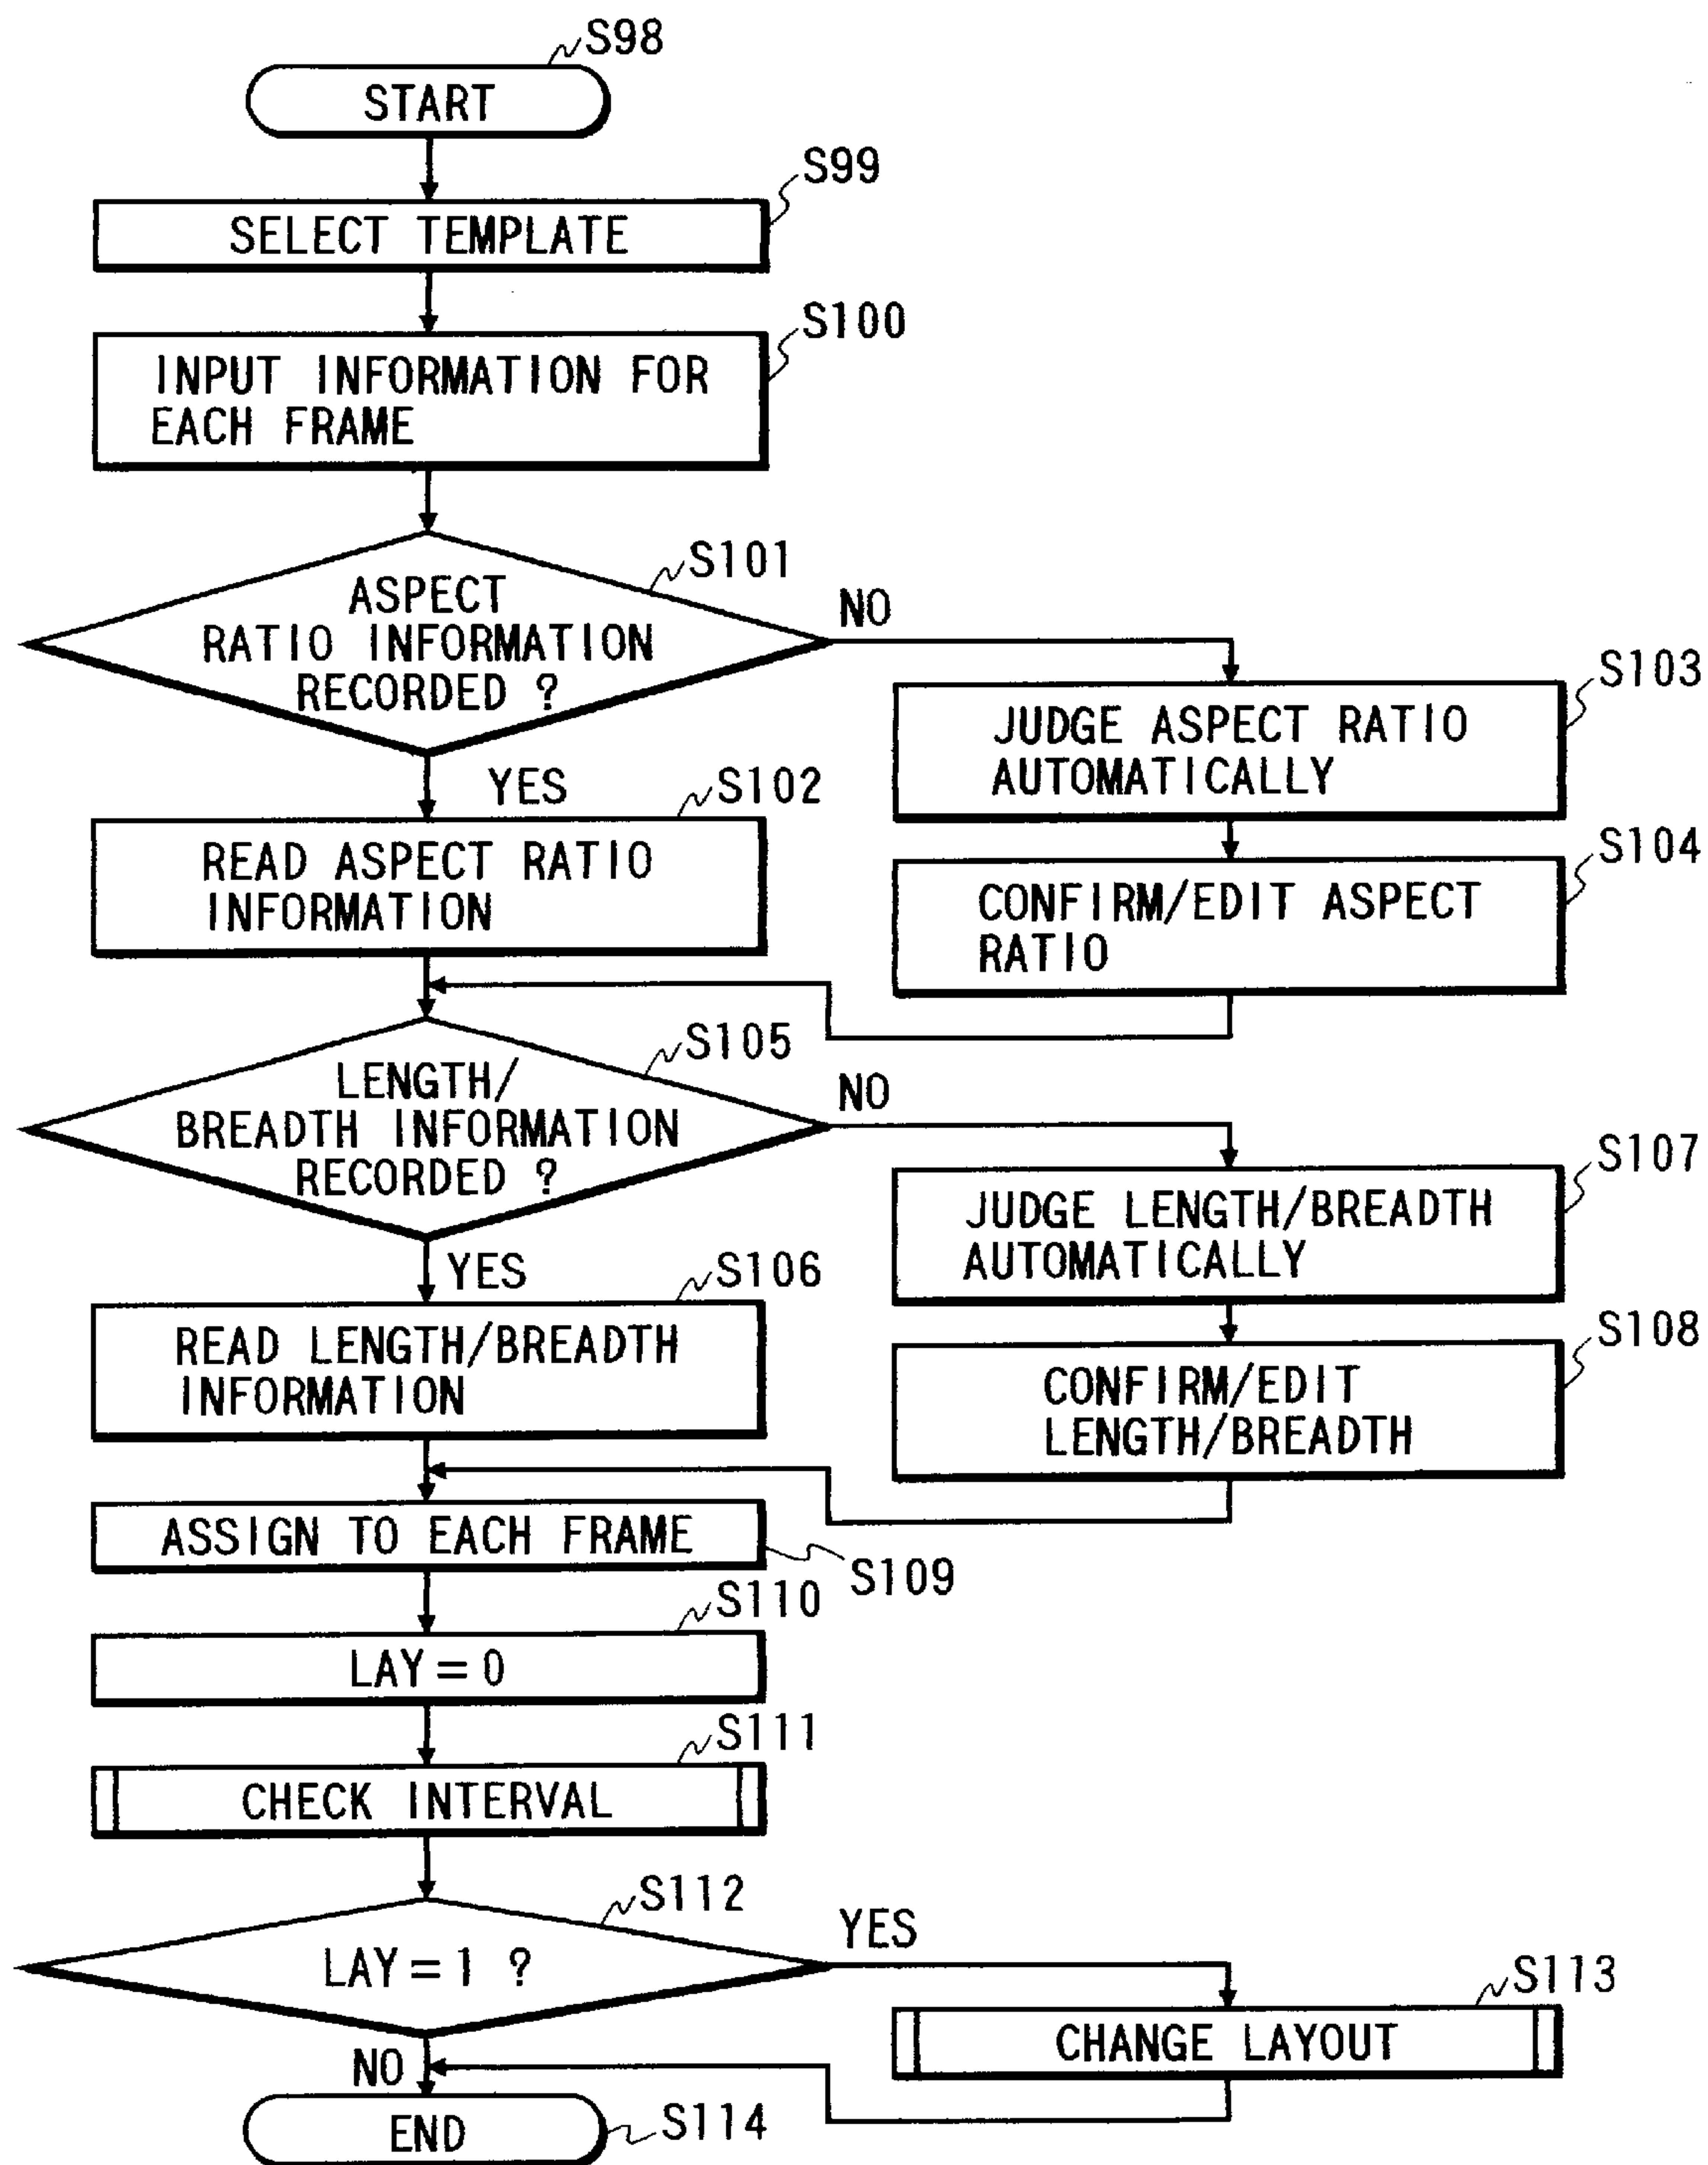 S98
START
S99
SELECT TEMPLATE
S100
INPUT INFORMATION FOR
EACH FRAME
S101
ASPECT
RATIO INFORMATION
RECORDED ?
NO
YES
S103
JUDGE ASPECT RATIO
AUTOMATICALLY
S102
READ ASPECT RATIO
INFORMATION
S104
CONFIRM/EDIT ASPECT
RATIO
S105
LENGTH/
BREADTH INFORMATION
RECORDED ?
NO
YES
S107
JUDGE LENGTH/BREADTH
AUTOMATICALLY
S106
READ LENGTH/BREADTH
INFORMATION
S108
CONFIRM/EDIT
LENGTH/BREADTH
ASSIGN TO EACH FRAME
S109
S110
LAY=0
S111
CHECK INTERVAL
S112
LAY=1 ?
YES
S113
CHANGE LAYOUT
NO
END
S114